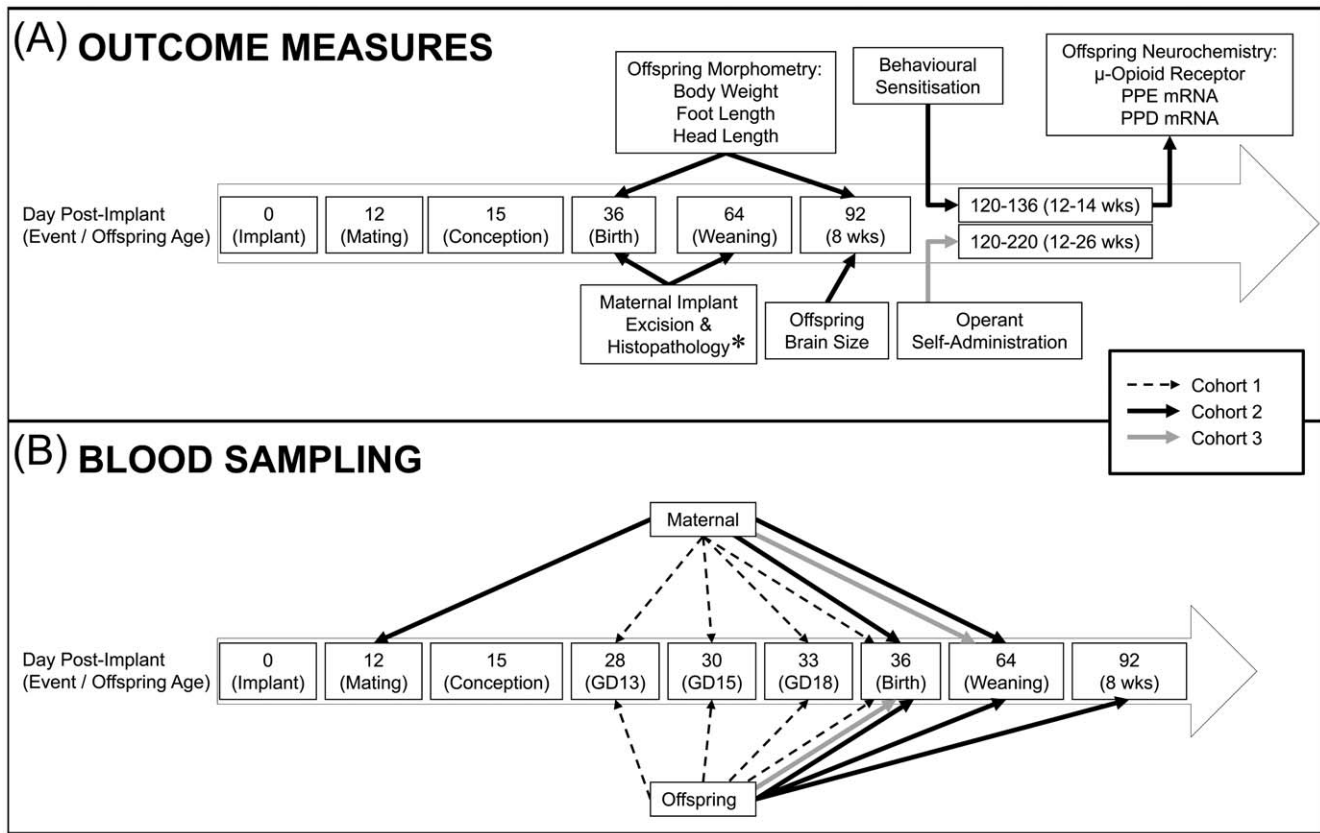 (A) OUTCOME MEASURES
Offspring Morphometry:
Body Weight
Foot Length
Head Length
Behavioural
Sensitisation
Offspring Neurochemistry:
μ-Opioid Receptor
PPE mRNA
PPD mRNA
Day Post-Implant
(Event / Offspring Age)
0
(Implant)
12
(Mating)
15
(Conception)
36
(Birth)
64
(Weaning)
92
(8 wks)
120-136 (12-14 wks)
120-220 (12-26 wks)
Maternal Implant
Excision &
Histopathology*
Offspring
Brain Size
Operant
Self-Administration
Cohort 1
Cohort 2
Cohort 3
(B) BLOOD SAMPLING
Maternal
Day Post-Implant
(Event / Offspring Age)
0
(Implant)
12
(Mating)
15
(Conception)
28
(GD13)
30
(GD15)
33
(GD18)
36
(Birth)
64
(Weaning)
92
(8 wks)
Offspring